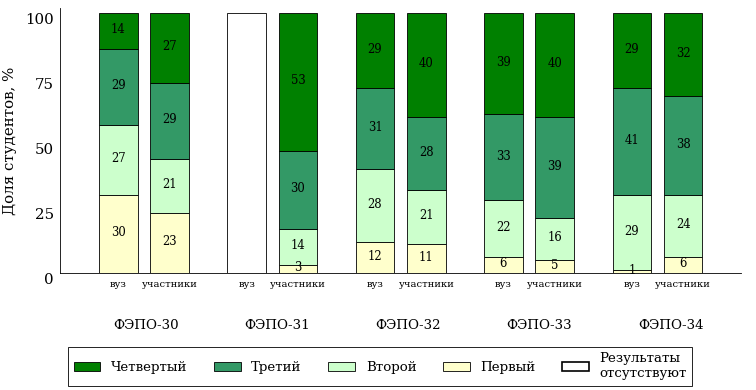 Доля студентов, %
100
75
50
25
0
14 27 29 40 39 40 29 32
29 29 53 31 28 33 39 41 38
27 21 30 28 21 22 16 29 24
30 23 14 12 11 6 5 1 6
3
вуз участники вуз участники вуз участники вуз участники вуз участники
ФЭПО-30 ФЭПО-31 ФЭПО-32 ФЭПО-33 ФЭПО-34
Четвертый Третий Второй Первый Результаты
отсутствуют